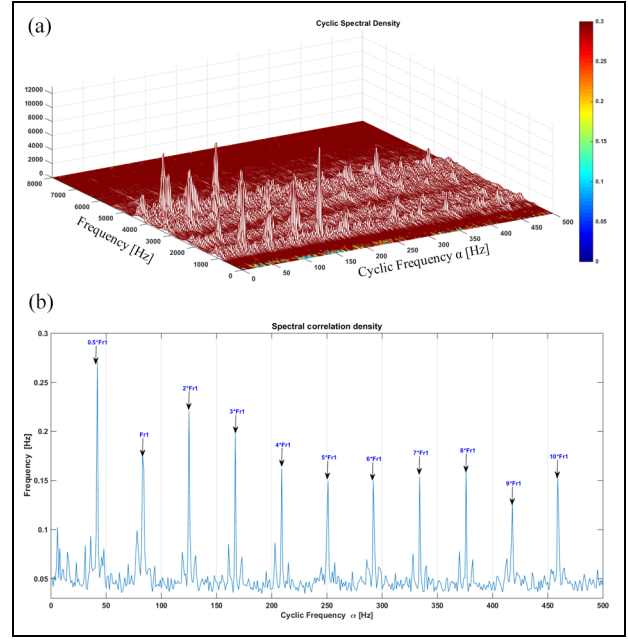 (a)
Cyclic Spectral Density
12000
10000
8000
6000
4000
2000
0
8000
7000
6000
5000
4000
3000
2000
1000
0
Frequency [Hz]
0
50
100
150
200
250
300
350
400
450
500
Cyclic Frequency α [Hz]
0.3
0.25
0.2
0.15
0.1
0.05
0
(b)
Spectral correlation density
0.3
0.25
0.2
0.15
0.1
0.05
Frequency [Hz]
0.5*Fr1
Fr1
2*Fr1
3*Fr1
4*Fr1
5*Fr1
6*Fr1
7*Fr1
8*Fr1
9*Fr1
10*Fr1
0 50 100 150 200 250 300 350 400 450 500
Cyclic Frequency α [Hz]